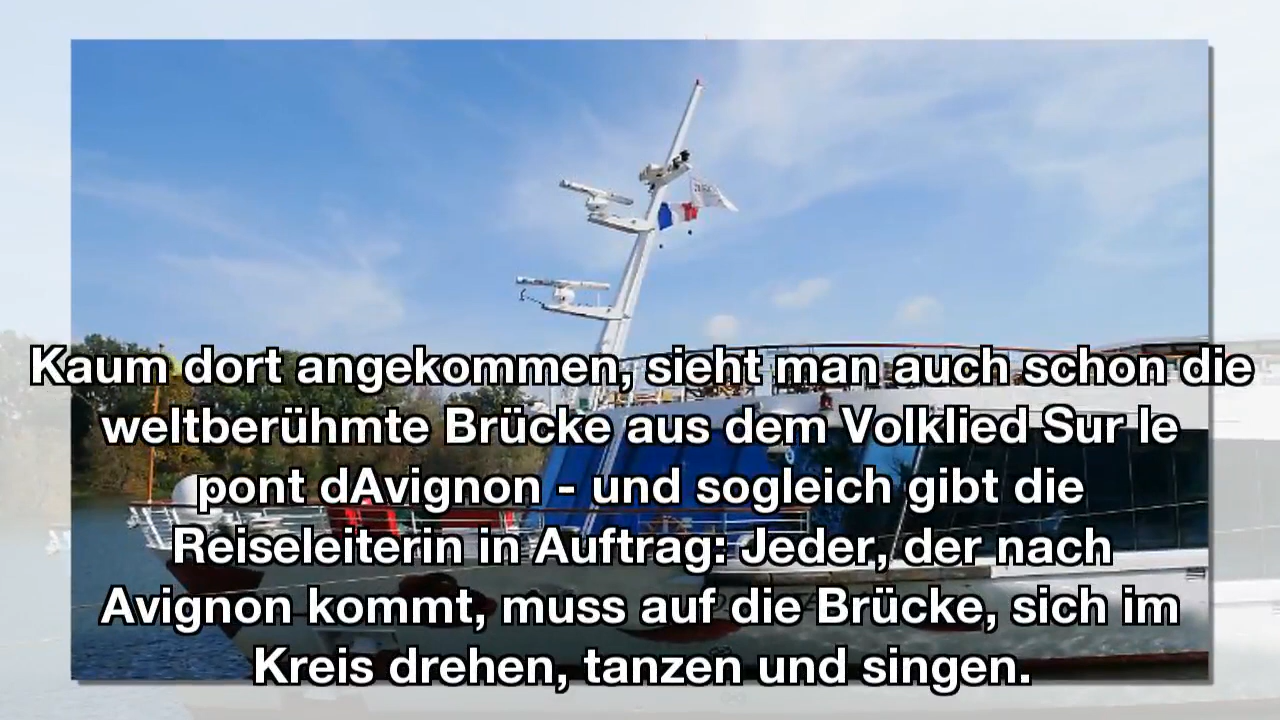 Kaum dort angekommen, sieht man auch schon die
weltberühmte Brücke aus dem Volklied Sur le
pont dAvignon - und sogleich gibt die
Reiseleiterin in Auftrag: Jeder, der nach
Avignon kommt, muss auf die Brücke, sich im
Kreis drehen, tanzen und singen.